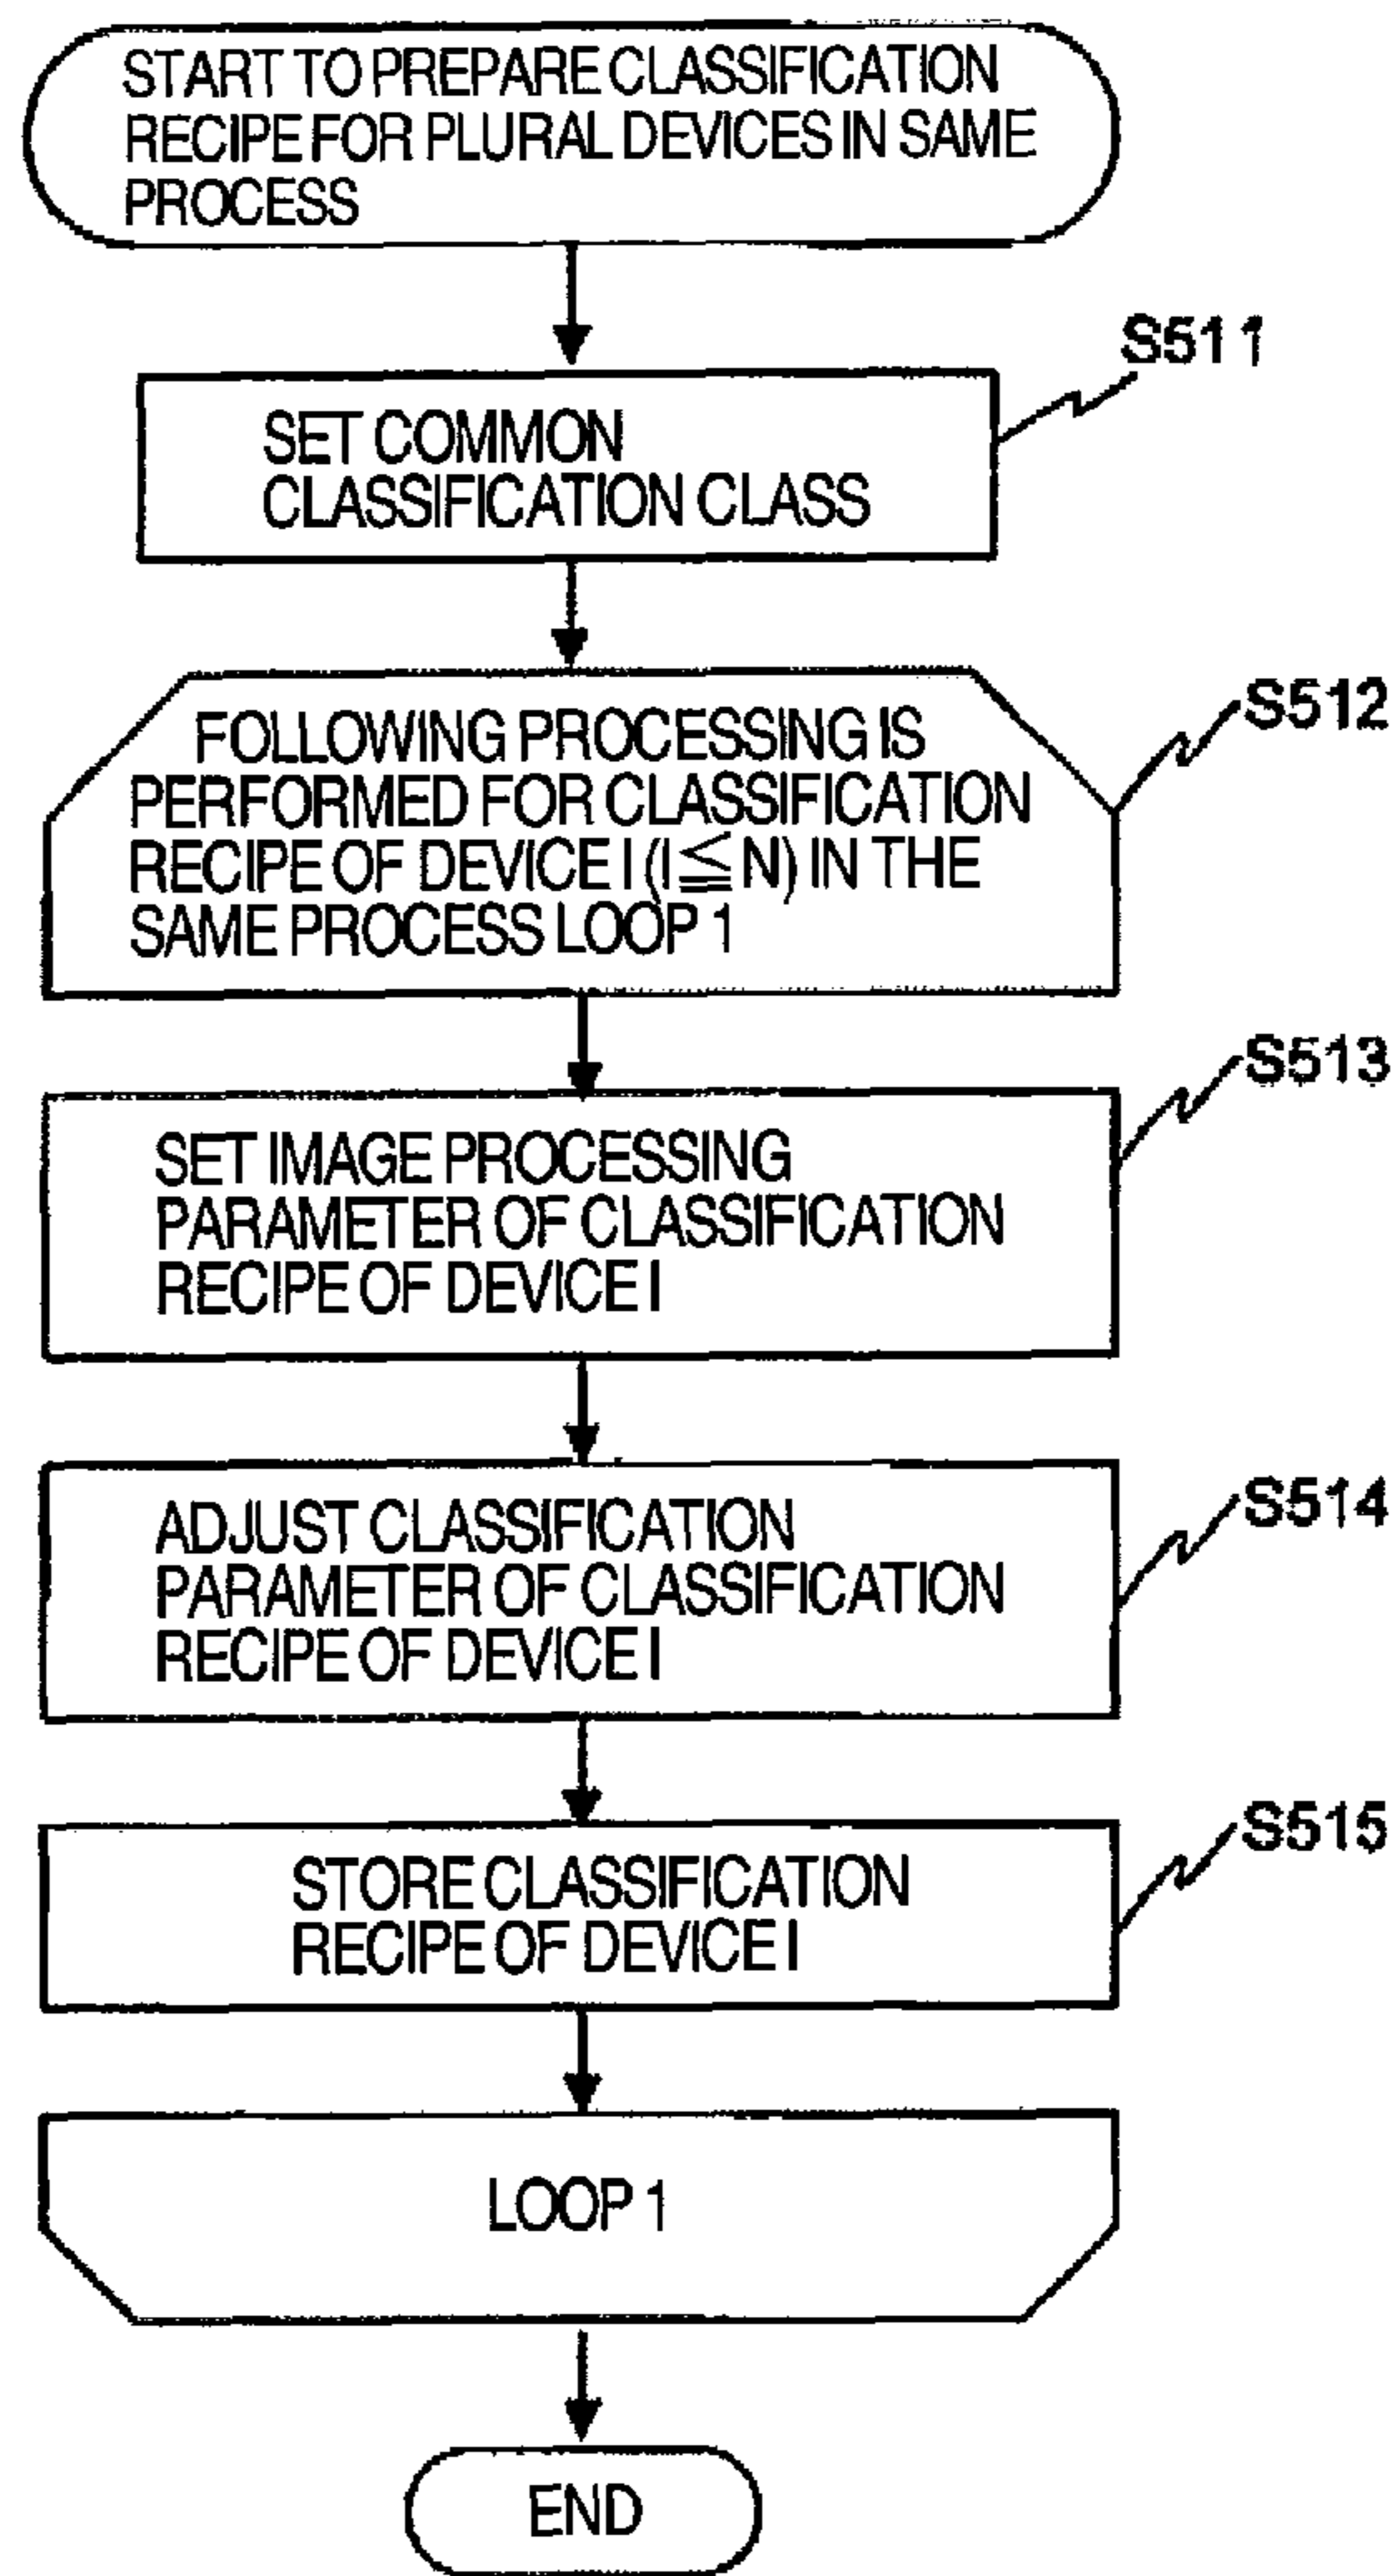 START TO PREPARE CLASSIFICATION
RECIPE FOR PLURAL DEVICES IN SAME
PROCESS
S511
SET COMMON
CLASSIFICATION CLASS
S512
FOLLOWING PROCESSING IS
PERFORMED FOR CLASSIFICATION
RECIPE OF DEVICE I (I≦N) IN THE
SAME PROCESS LOOP 1
S513
SET IMAGE PROCESSING
PARAMETER OF CLASSIFICATION
RECIPE OF DEVICE I
S514
ADJUST CLASSIFICATION
PARAMETER OF CLASSIFICATION
RECIPE OF DEVICE I
S515
STORE CLASSIFICATION
RECIPE OF DEVICE I
LOOP 1
END